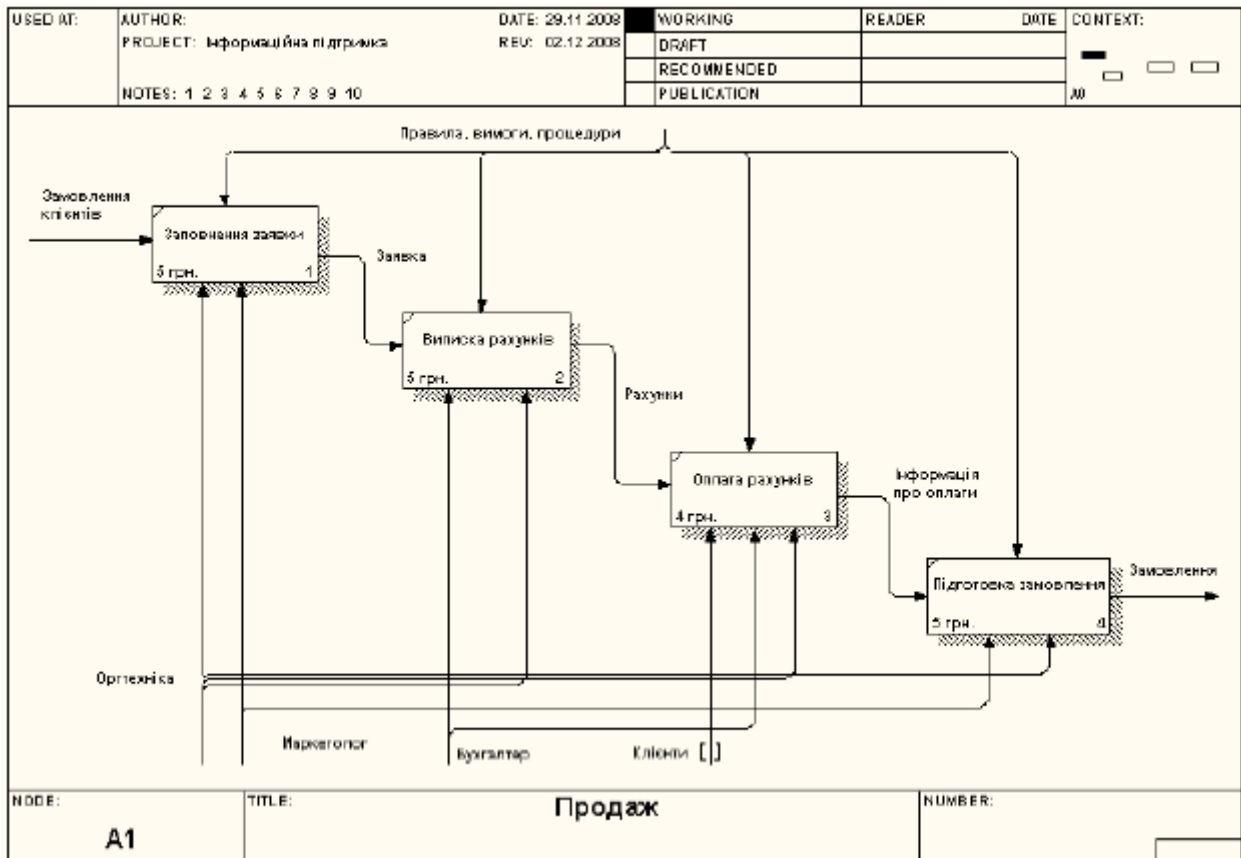 USED AT:
AUTHOR:
DATE: 29.11.2008
PROJECT: Інформаційна підтримка
REV: 02.12.2008
NOTES: 1 2 3 4 5 6 7 8 9 10
WORKING
DRAFT
RECOMMENDED
PUBLICATION
READER
DATE
CONTEXT:
A0
Правила, вимоги, процедури
Замовлення
клієнтів
Заповнення заявки
5 грн.
1
Заявка
Виписка рахунків
5 грн.
2
Рахунки
Оплата рахунків
4 грн.
3
Інформація
про оплати
Підготовка замовлення
5 грн.
4
Замовлення
Оргтехніка
Маркетолог
Бухгалтер
Клієнти
NODE:
A1
TITLE:
Продаж
NUMBER: